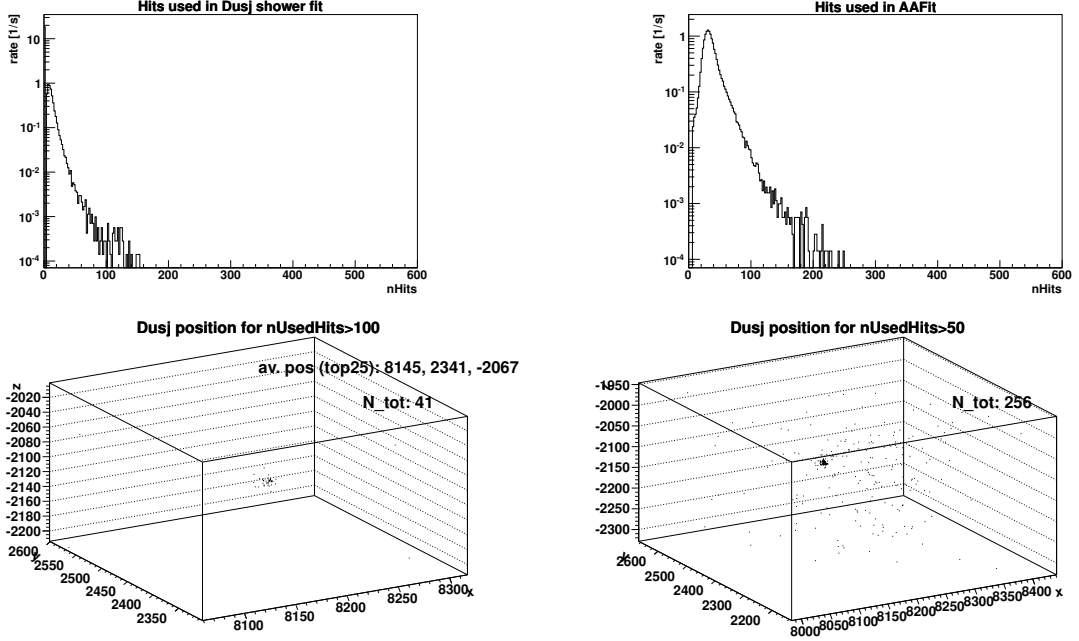 Hits used in Dusj shower fit
rate [1/s]
10
1
10-1
10-2
10-3
10-4
0 100 200 300 400 500 600
nHits
Hits used in AAFit
rate [1/s]
1
10-1
10-2
10-3
10-4
0 100 200 300 400 500 600
nHits
Dusj position for nUsedHits>100
av. pos (top25): 8145, 2341, -2067
N_tot: 41
z
-2020
-2040
-2060
-2080
-2100
-2120
-2140
-2160
-2180
-2200
2600
2550
2500
2450
2400
2350
8100 8150 8200 8250 8300 x
Dusj position for nUsedHits>50
N_tot: 256
-1950
-2000
-2050
-2100
-2150
-2200
-2250
-2300
2600
2500
2400
2300
2200
8000 8050 8100 8150 8200 8250 8300 8350 8400 x